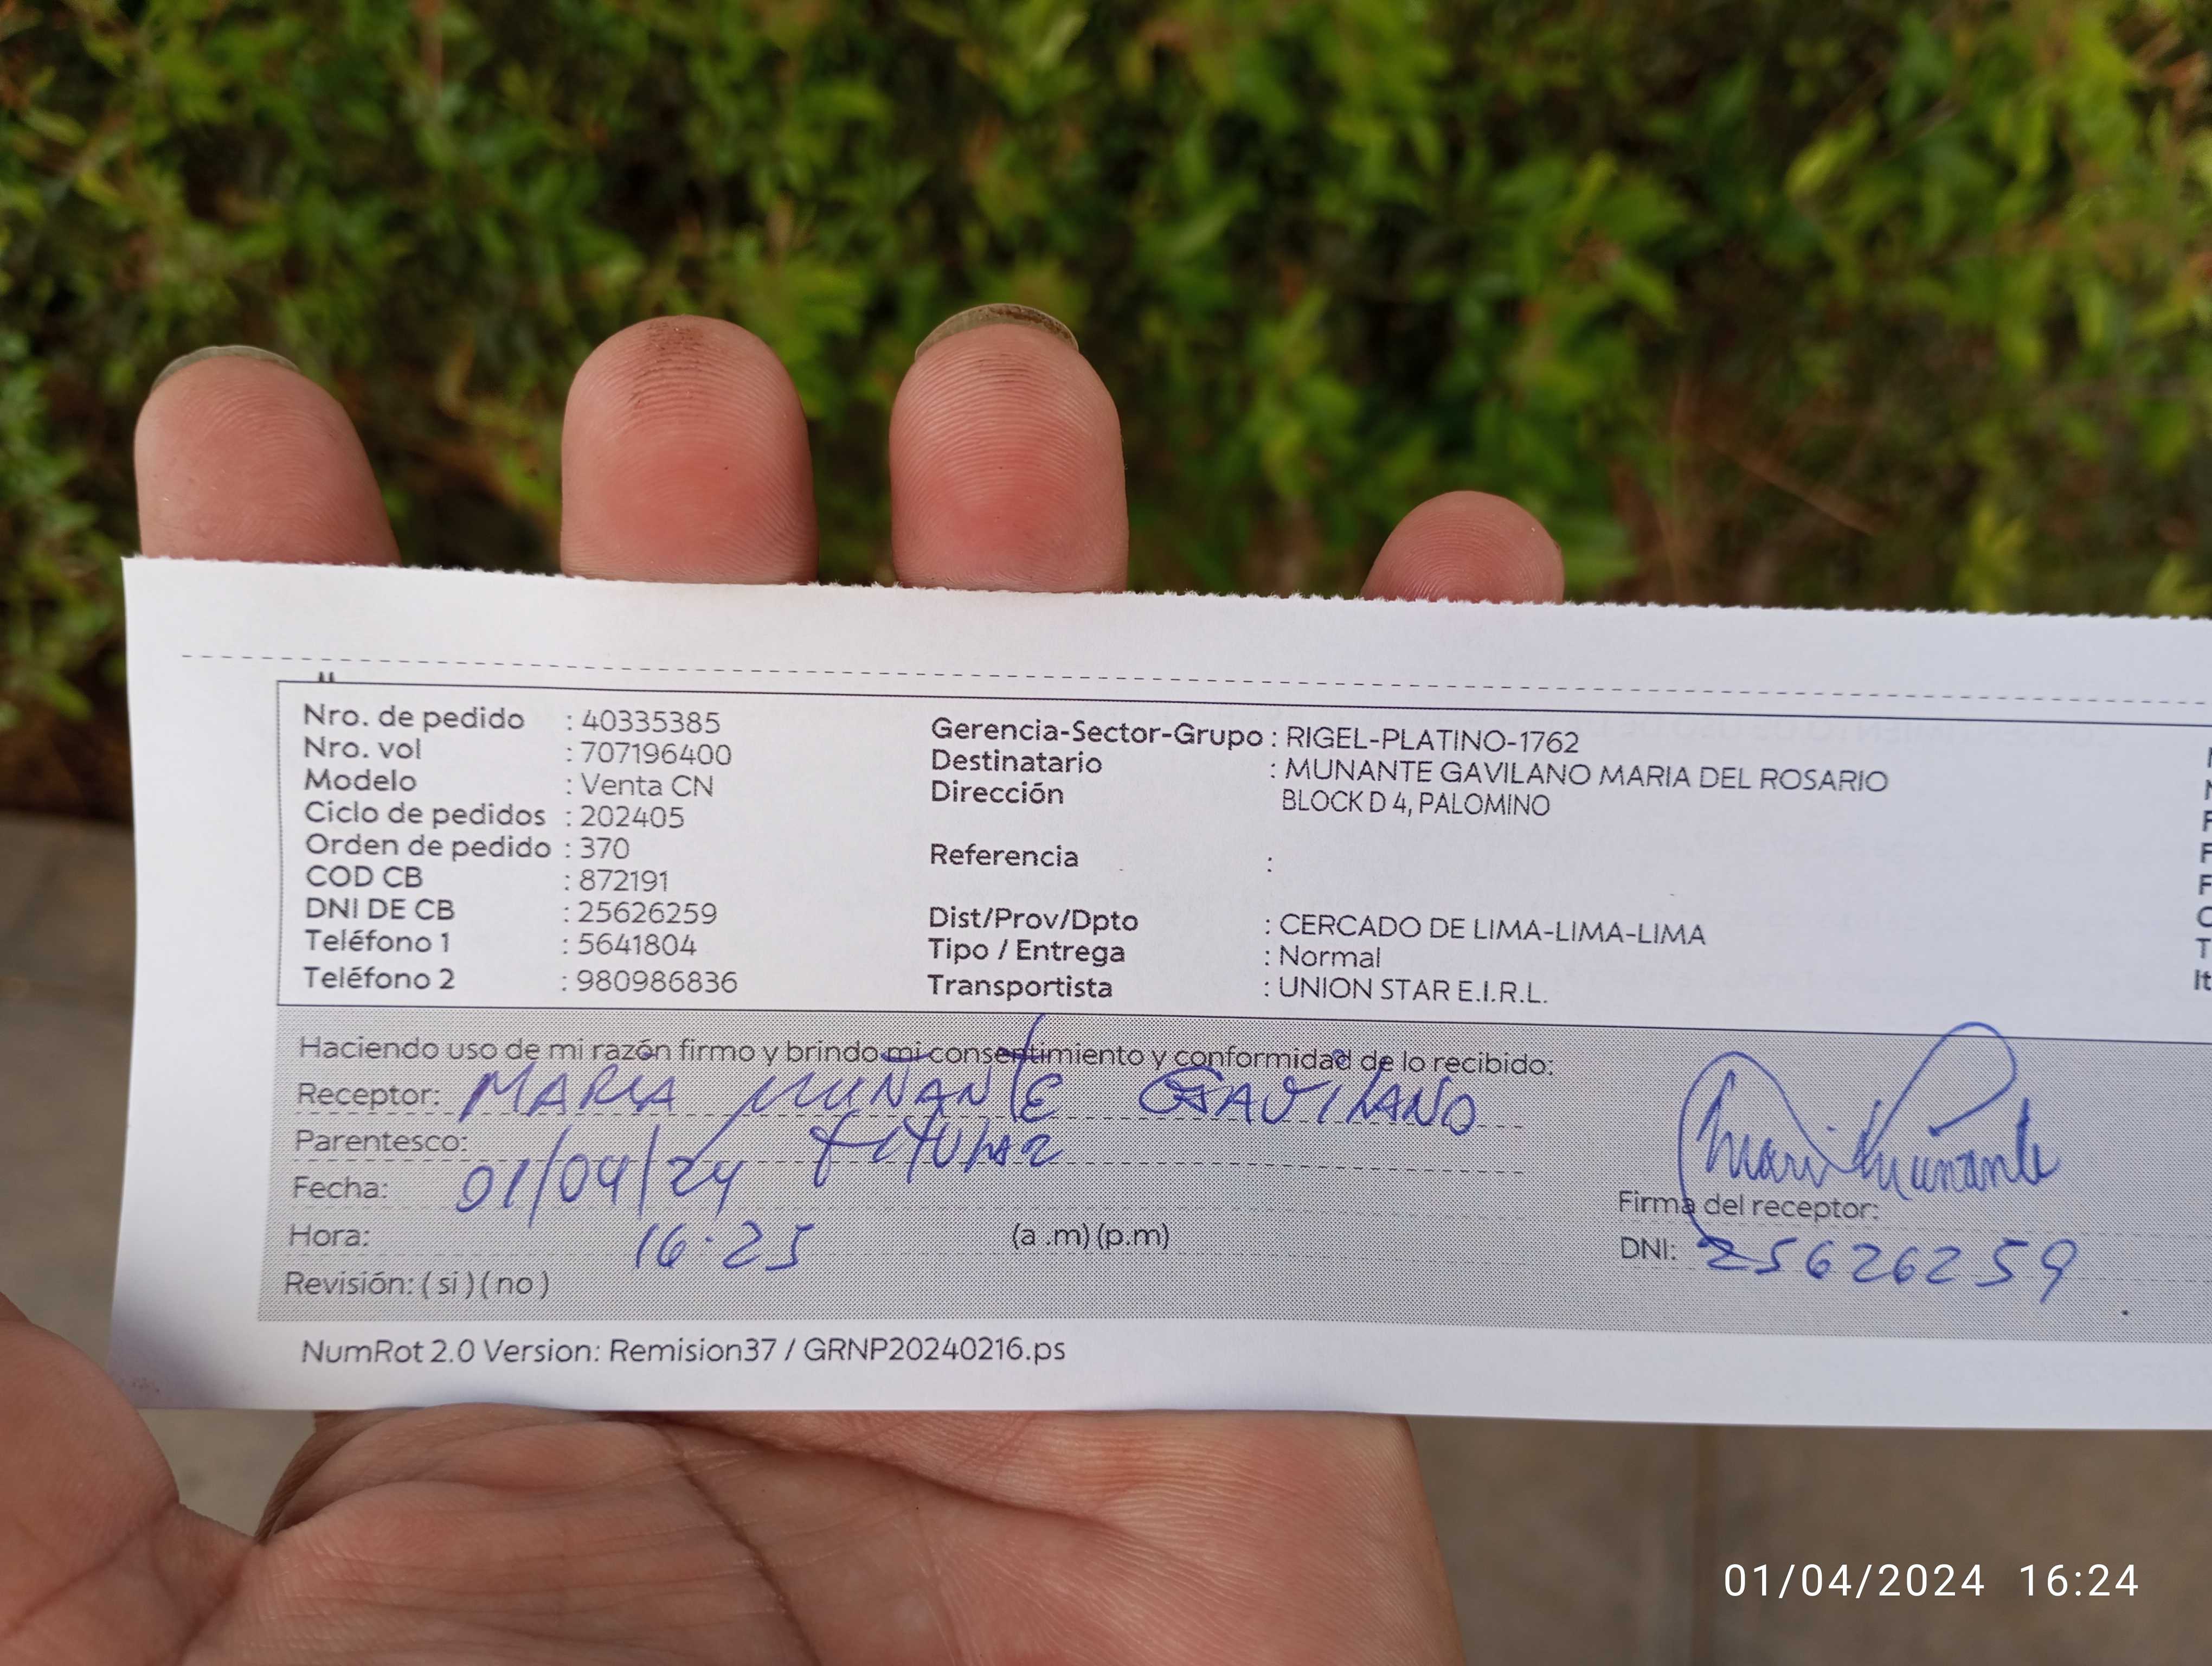 Nro. de pedido : 40335385
Nro. vol : 707196400
Modelo : Venta CN
Ciclo de pedidos : 202405
Orden de pedido : 370
COD CB : 872191
DNI DE CB : 25626259
Teléfono 1 : 5641804
Teléfono 2 : 980986836
Gerencia-Sector-Grupo : RIGEL-PLATINO-1762
Destinatario : MUNANTE GAVILANO MARIA DEL ROSARIO
Dirección BLOCK D 4, PALOMINO
Referencia :
Dist/Prov/Dpto : CERCADO DE LIMA-LIMA-LIMA
Tipo / Entrega : Normal
Transportista : UNION STAR E.I.R.L.
Haciendo uso de mi razón firmo y brindo mi consentimiento y conformidad de lo recibido:
Receptor: MARIA MUÑANTE GAVILANO
Parentesco: TITULAR
Fecha: 01/04/24
Hora: 16.25 (a .m) (p.m)
Revisión: ( si ) ( no )
Maria Muñante
Firma del receptor:
DNI: 25626259
NumRot 2.0 Version: Remision37 / GRNP20240216.ps
01/04/2024 16:24